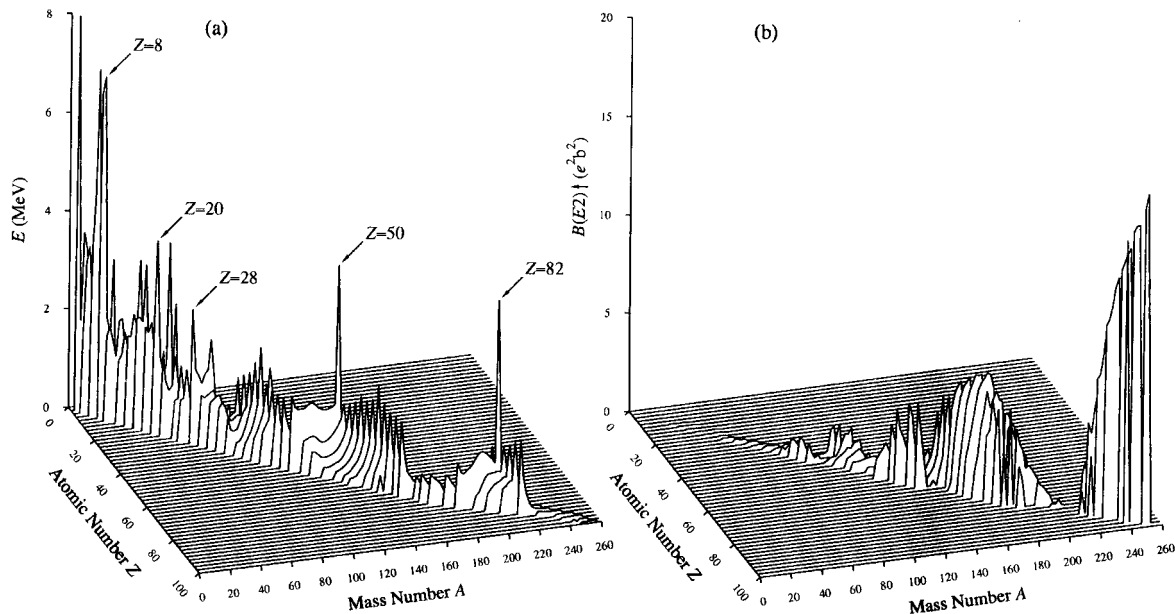 (a)
8
6
4
2
0
E (MeV)
Z=8
Z=20
Z=28
Z=50
Z=82
0
20
40
60
80
100
Atomic Number Z
0 20 40 60 80 100 120 140 160 180 200 220 240 260
Mass Number A
(b)
20
15
10
5
0
B(E2)↑ (e²b²)
0
20
40
60
80
100
Atomic Number Z
0 20 40 60 80 100 120 140 160 180 200 220 240 260
Mass Number A